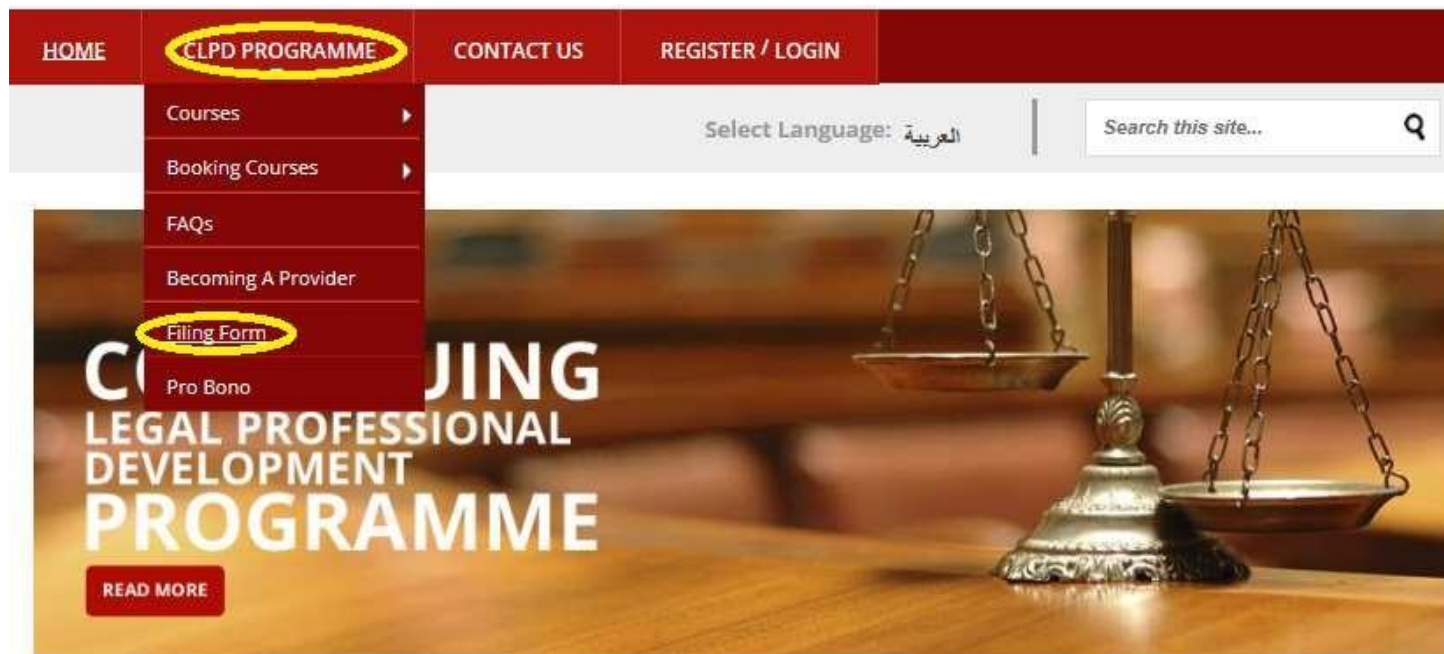 HOME CLPD PROGRAMME CONTACT US REGISTER / LOGIN
Courses
Booking Courses
FAQs
Becoming A Provider
Filing Form
Pro Bono
Select Language: العربية
Search this site...
C UING
LEGAL PROFESSIONAL
DEVELOPMENT
PROGRAMME
READ MORE